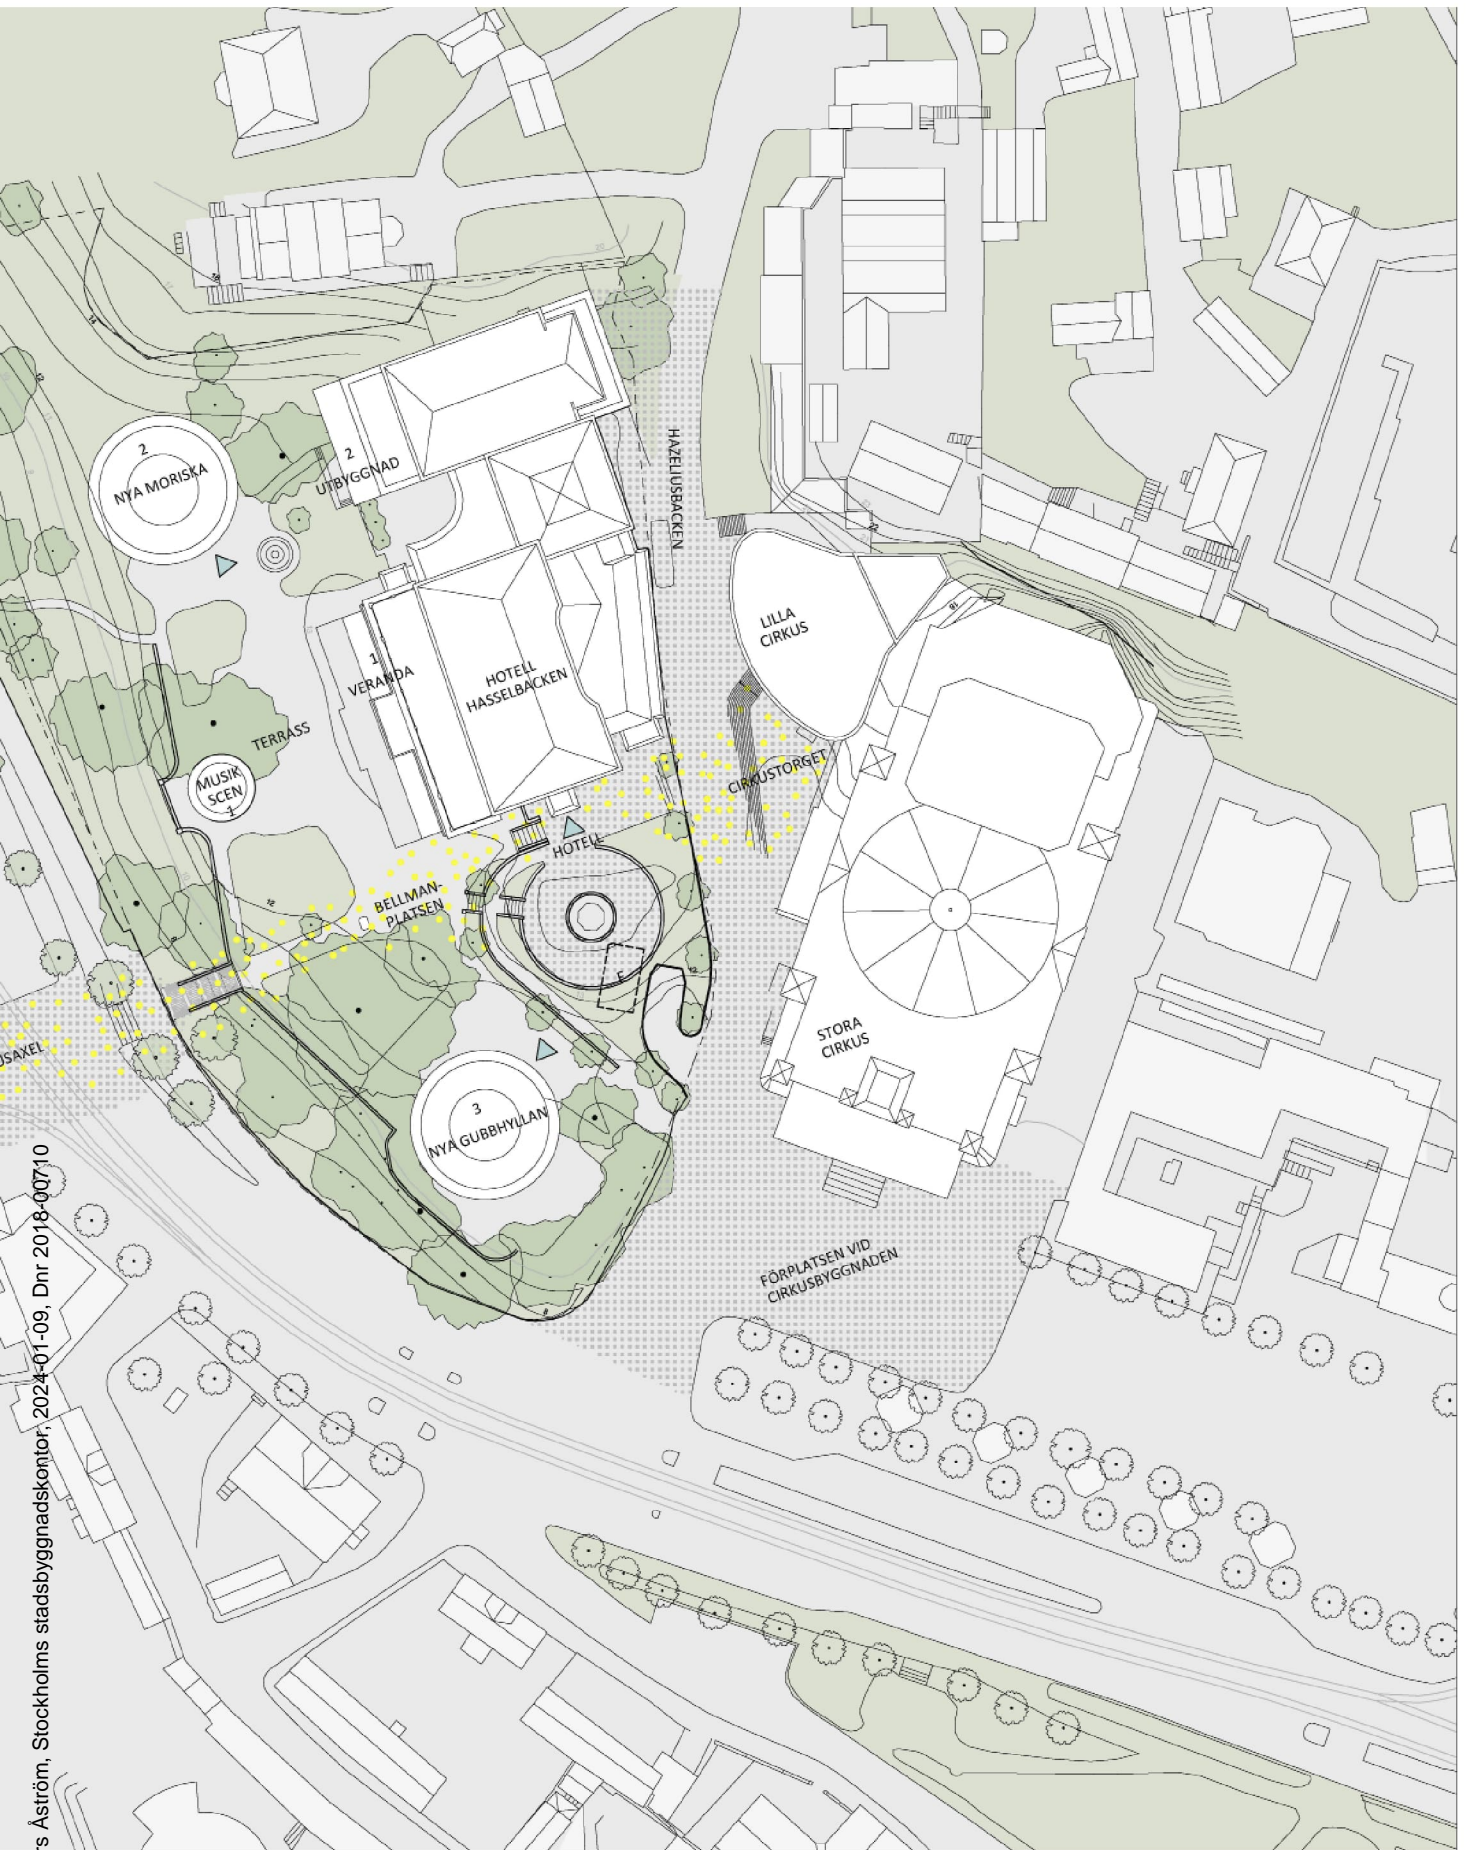 2
NYA MORISKA
2
UTBYGGNAD
HAZELIUSBACKEN
LILLA
CIRKUS
1
VERANDA
HOTELL
HASSELBACKEN
TERRASS
MUSIK
SCEN
1
CIRKUSTORGET
HOTELL
BELLMAN-
PLATSEN
STORA
CIRKUS
USAXEL
3
NYA GUBBHYLLAN
FÖRPLATSEN VID
CIRKUSBYGGNADEN
rs Åström, Stockholms stadsbyggnadskontor, 2024-01-09, Dnr 2018-00710